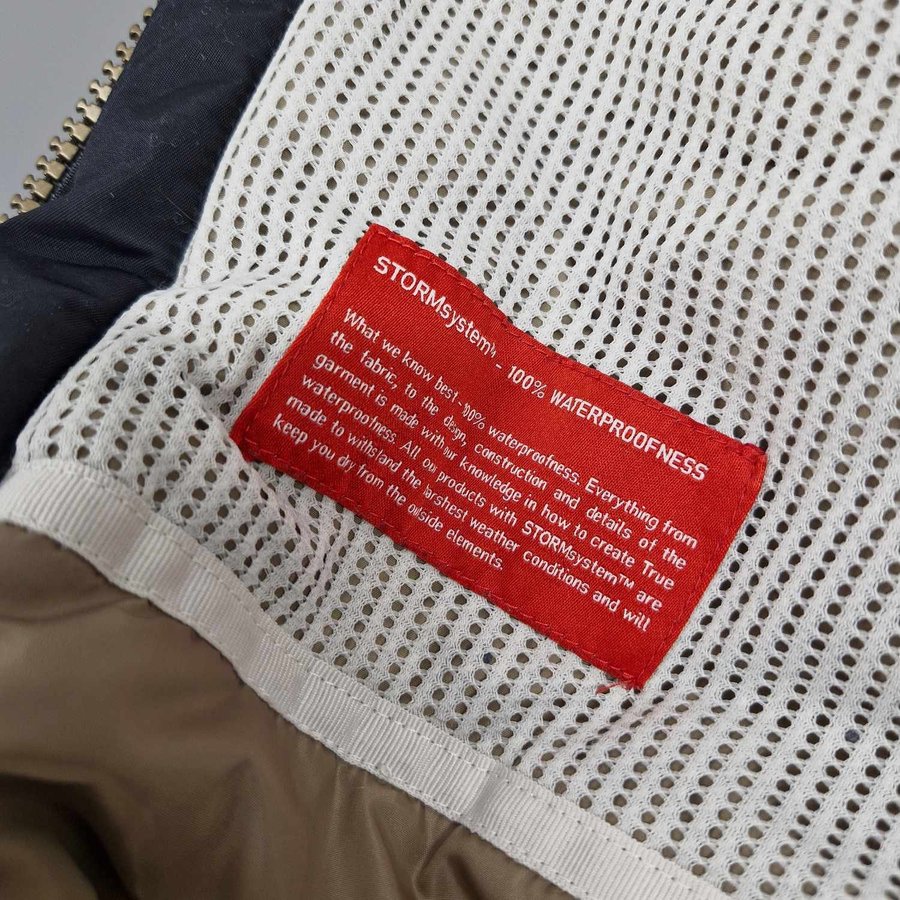 STORMsystem™ - 100% WATERPROOFNESS
What we know best - 100% waterproofness. Everything from
the fabric, to the design, construction and details of the
garment is made with our knowledge in how to create True
waterproofness. All our products with STORMsystem™ are
made to withstand the harshest weather conditions and will
keep you dry from the outside elements.